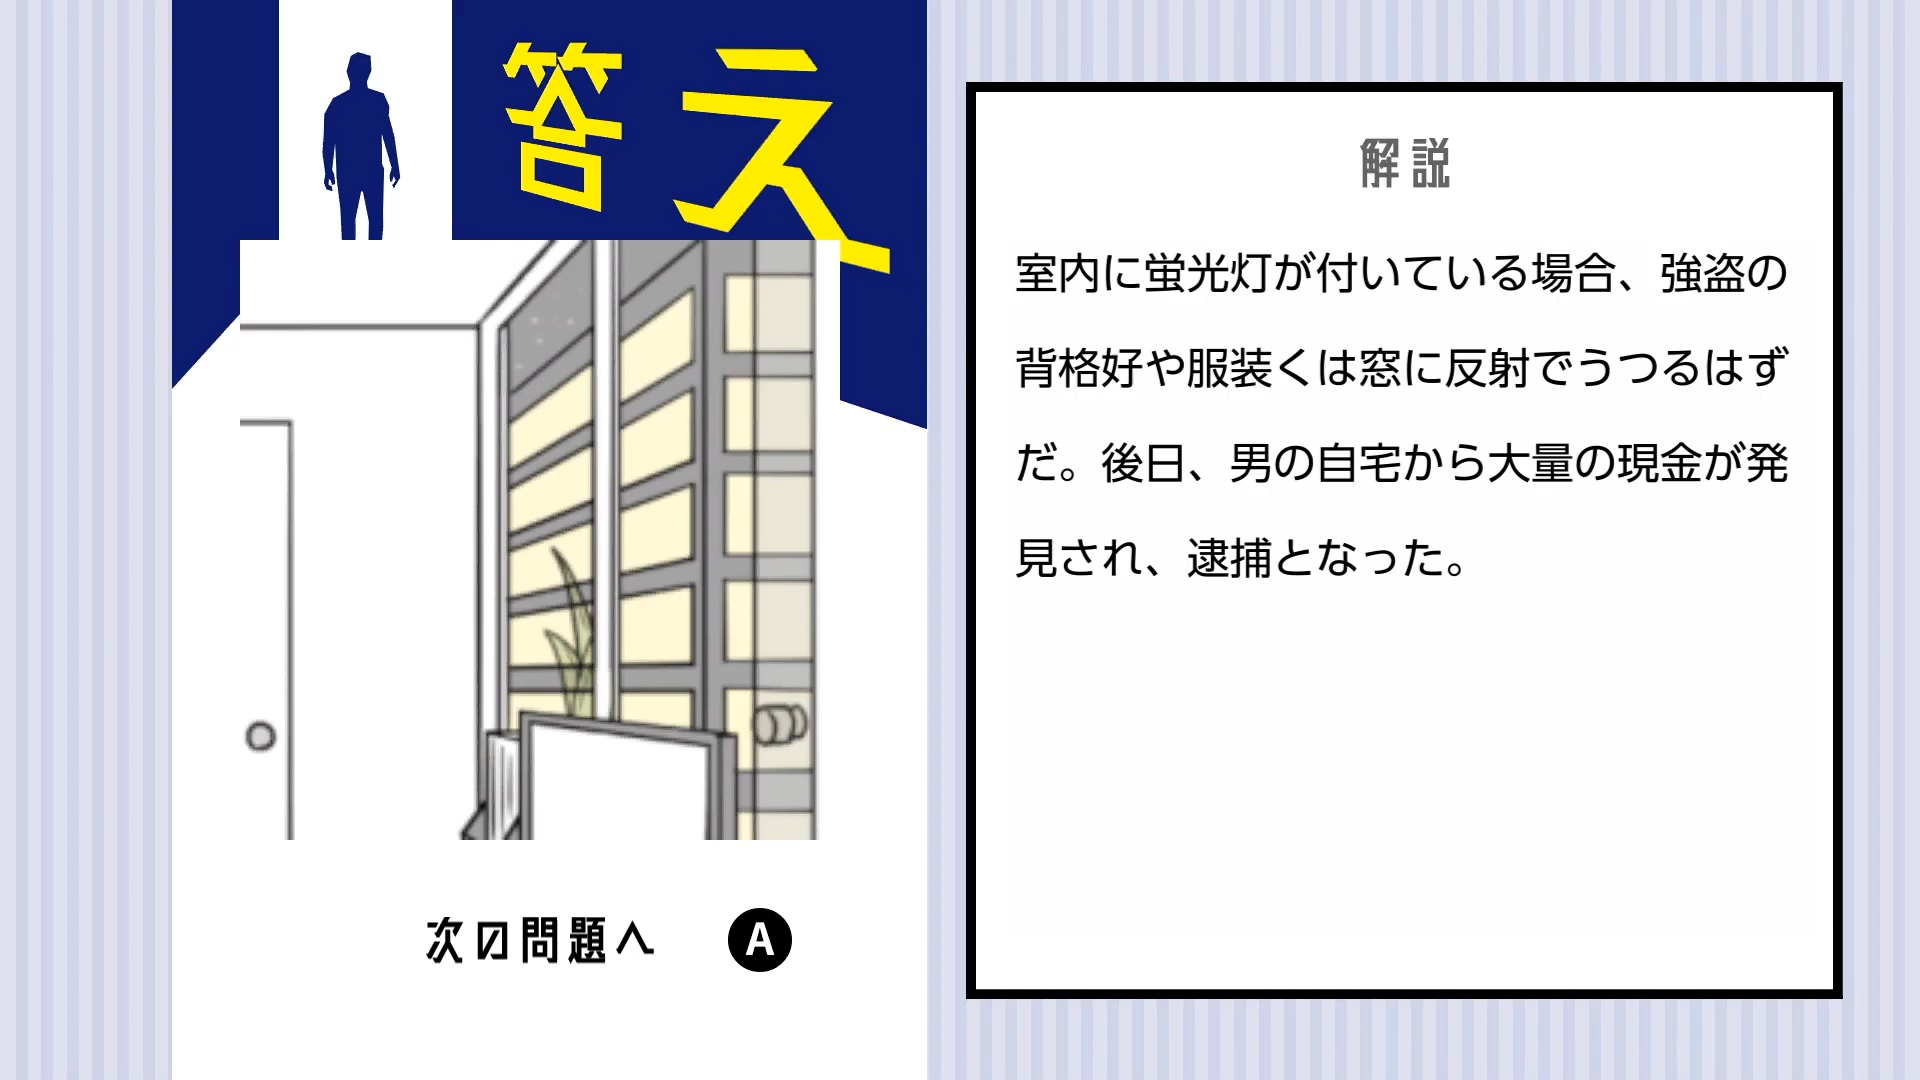 答え
次の問題へ A
解説
室内に蛍光灯が付いている場合、強盗の
背格好や服装くは窓に反射でうつるはず
だ。後日、男の自宅から大量の現金が発
見され、逮捕となった。